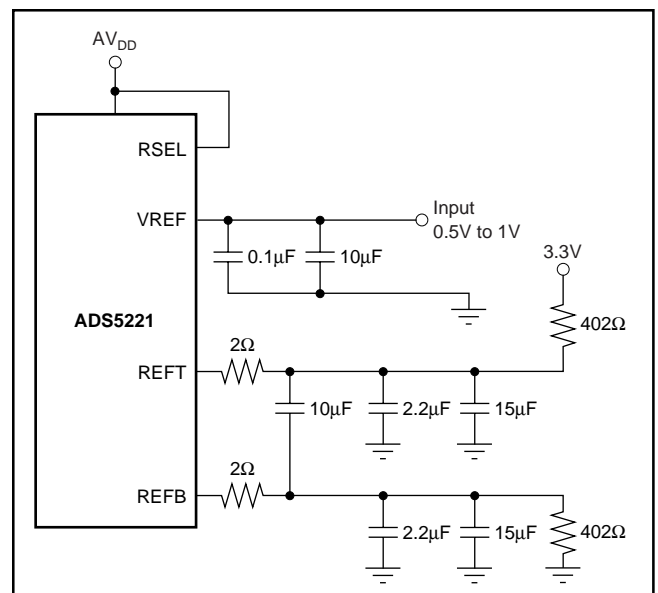 AVDD
RSEL
VREF
Input
0.5V to 1V
0.1µF
10µF
3.3V
ADS5221
402Ω
2Ω
REFT
10µF
2.2µF
15µF
2Ω
REFB
2.2µF
15µF
402Ω